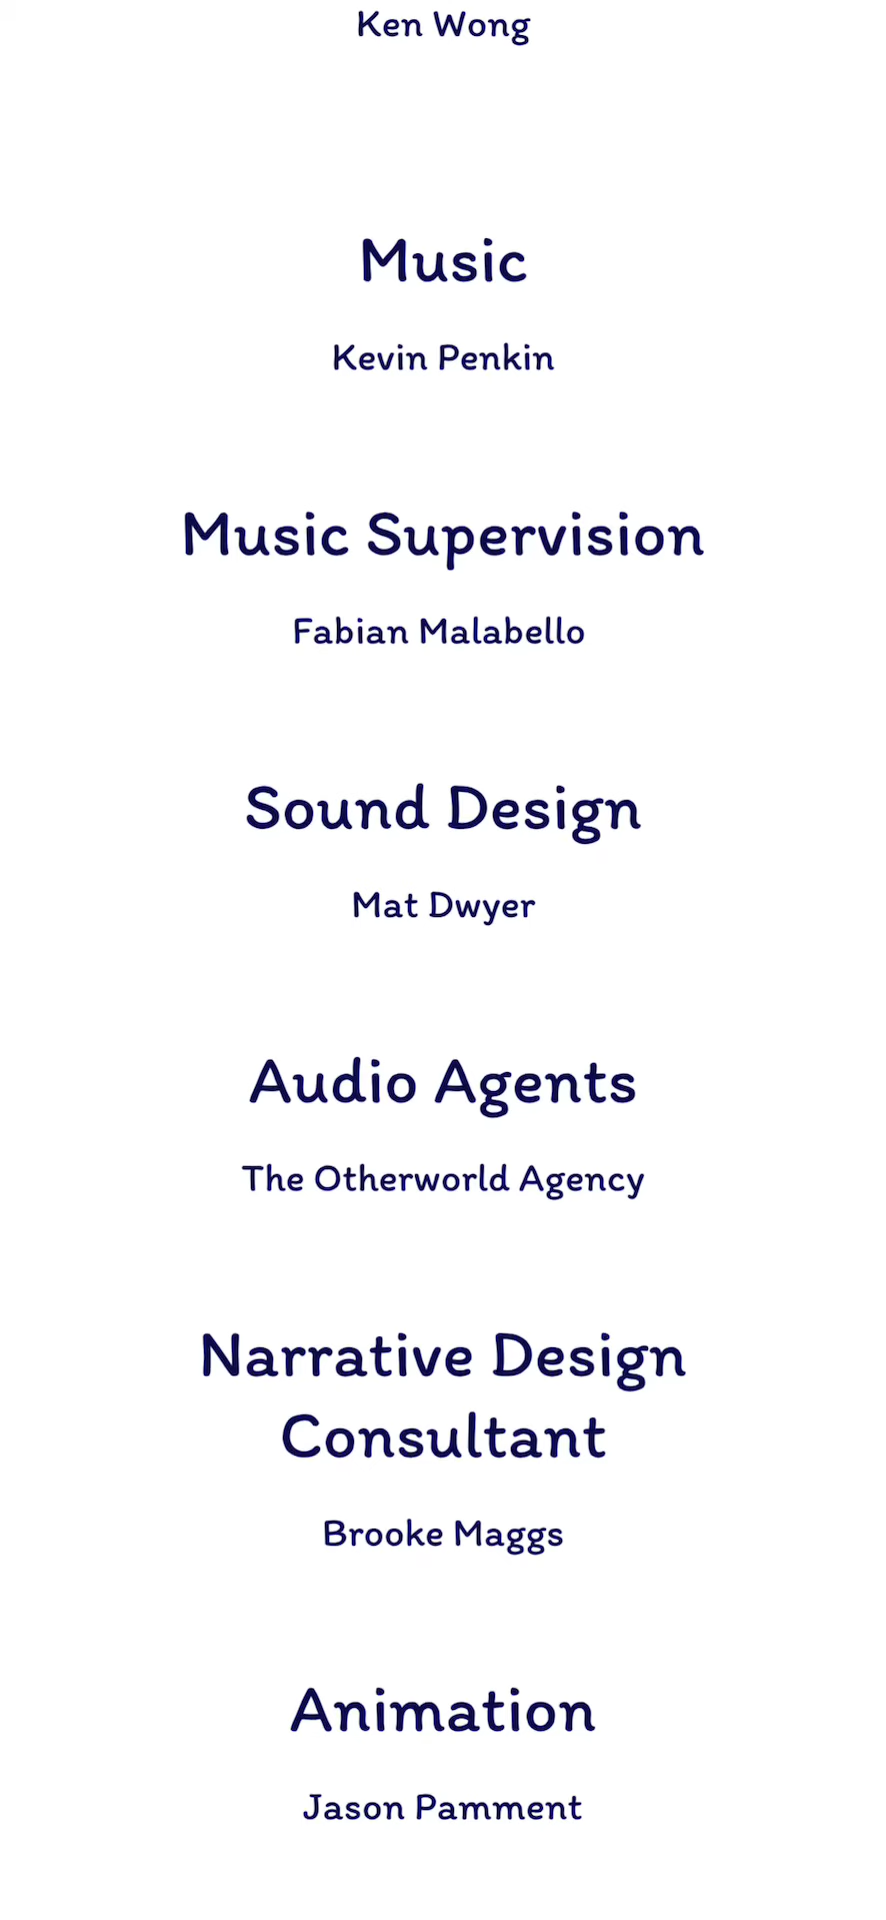 Ken Wong
Music
Kevin Penkin
Music Supervision
Fabian Malabello
Sound Design
Mat Dwyer
Audio Agents
The Otherworld Agency
Narrative Design
Consultant
Brooke Maggs
Animation
Jason Pamment